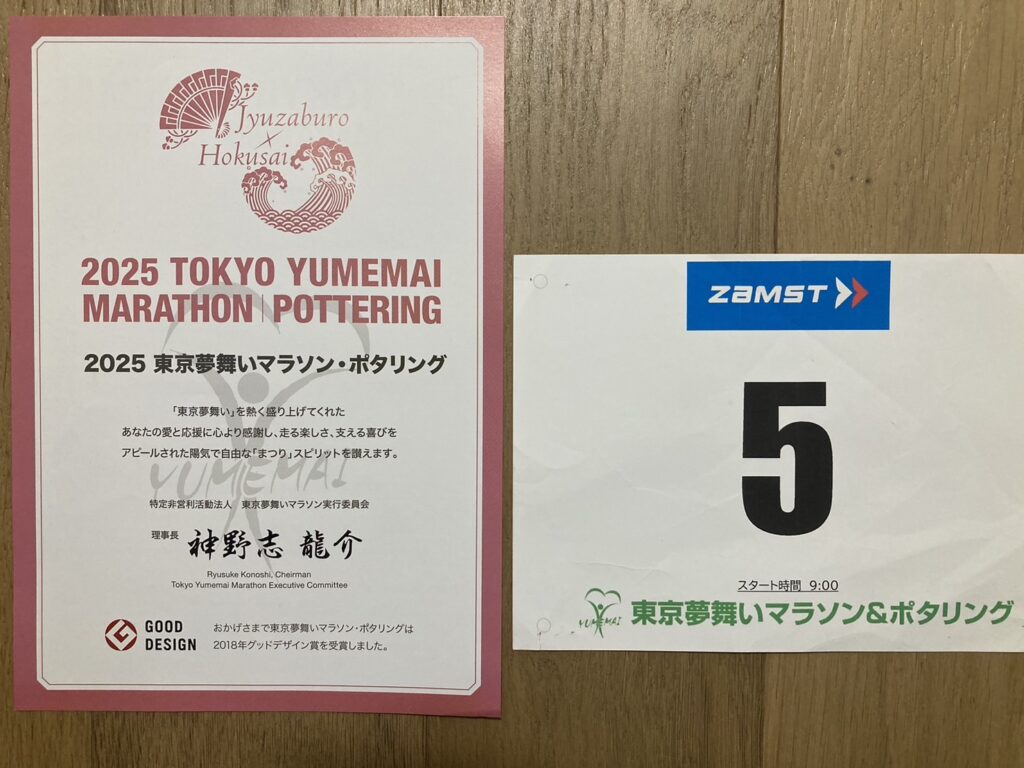 Jyuzaburo
×
Hokusai
2025 TOKYO YUMEMAI
MARATHON POTTERING
2025 東京夢舞いマラソン・ポタリング
「東京夢舞い」を熱く盛り上げてくれた
あなたの愛と応援に心より感謝し、走る楽しさ、支える喜びを
アピールされた陽気で自由な「まつり」スピリットを讃えます。
YUMEMAI
特定非営利活動法人 東京夢舞いマラソン実行委員会
理事長 神野志 龍介
Ryusuke Konoshi, Cheirman
Tokyo Yumemai Marathon Executive Committee
GOOD
DESIGN
おかげさまで東京夢舞いマラソン・ポタリングは
2018年グッドデザイン賞を受賞しました。
ZAMST
5
スタート時間 9:00
YUMEMAI
東京夢舞いマラソン&ポタリング